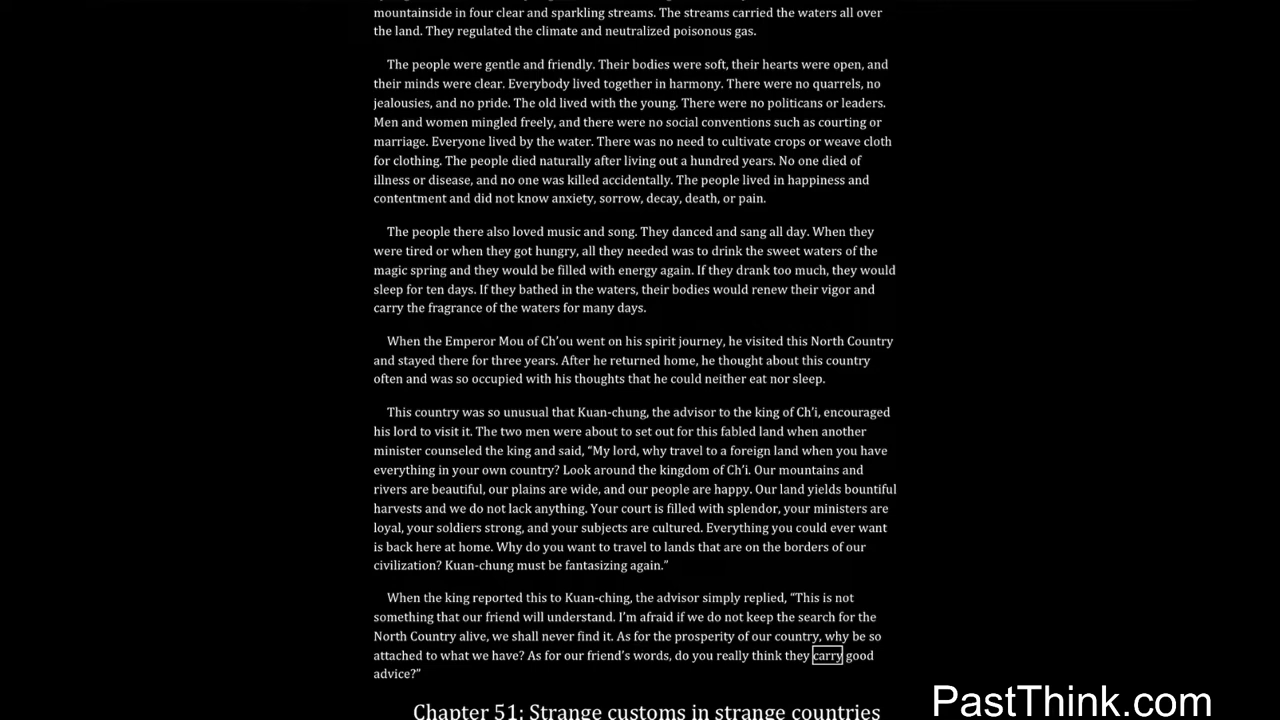 mountainside in four clear and sparkling streams. The streams carried the waters all over
the land. They regulated the climate and neutralized poisonous gas.
The people were gentle and friendly. Their bodies were soft, their hearts were open, and
their minds were clear. Everybody lived together in harmony. There were no quarrels, no
jealousies, and no pride. The old lived with the young. There were no politicans or leaders.
Men and women mingled freely, and there were no social conventions such as courting or
marriage. Everyone lived by the water. There was no need to cultivate crops or weave cloth
for clothing. The people died naturally after living out a hundred years. No one died of
illness or disease, and no one was killed accidentally. The people lived in happiness and
contentment and did not know anxiety, sorrow, decay, death, or pain.
The people there also loved music and song. They danced and sang all day. When they
were tired or when they got hungry, all they needed was to drink the sweet waters of the
magic spring and they would be filled with energy again. If they drank too much, they would
sleep for ten days. If they bathed in the waters, their bodies would renew their vigor and
carry the fragrance of the waters for many days.
When the Emperor Mou of Ch’ou went on his spirit journey, he visited this North Country
and stayed there for three years. After he returned home, he thought about this country
often and was so occupied with his thoughts that he could neither eat nor sleep.
This country was so unusual that Kuan-chung, the advisor to the king of Ch’i, encouraged
his lord to visit it. The two men were about to set out for this fabled land when another
minister counseled the king and said, “My lord, why travel to a foreign land when you have
everything in your own country? Look around the kingdom of Ch’i. Our mountains and
rivers are beautiful, our plains are wide, and our people are happy. Our land yields bountiful
harvests and we do not lack anything. Your court is filled with splendor, your ministers are
loyal, your soldiers strong, and your subjects are cultured. Everything you could ever want
is back here at home. Why do you want to travel to lands that are on the borders of our
civilization? Kuan-chung must be fantasizing again.”
When the king reported this to Kuan-ching, the advisor simply replied, “This is not
something that our friend will understand. I’m afraid if we do not keep the search for the
North Country alive, we shall never find it. As for the prosperity of our country, why be so
attached to what we have? As for our friend’s words, do you really think they carry good
advice?”
Chapter 51: Strange customs in strange countries
PastThink.com